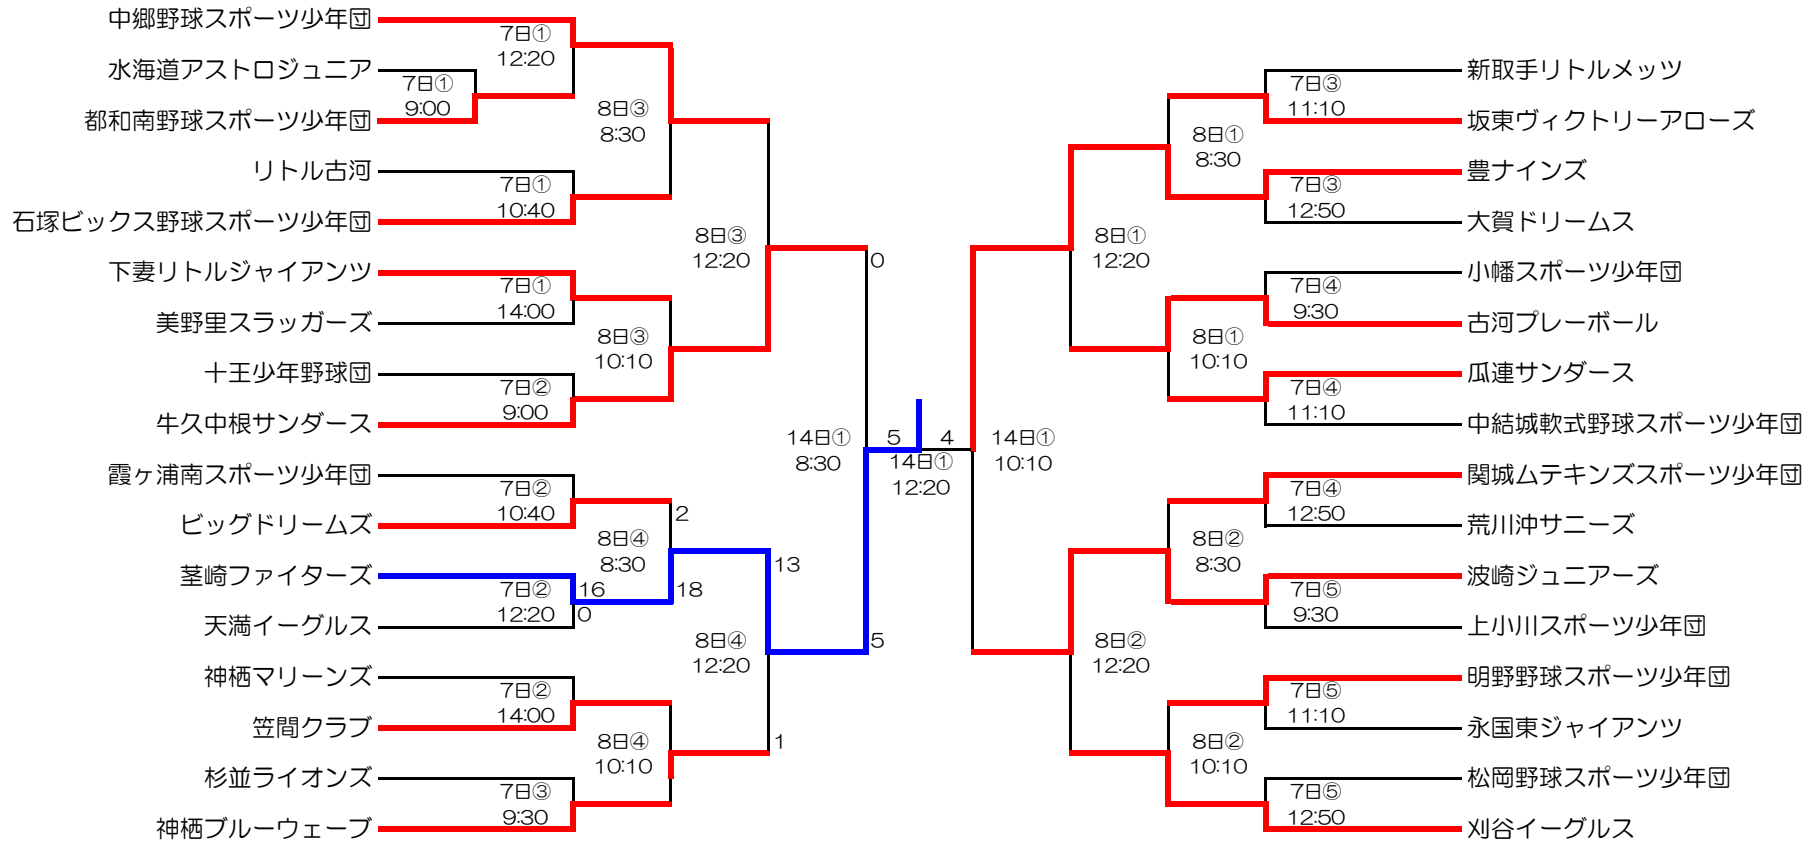 中郷野球スポーツ少年団
7日①
12:20
水海道アストロジュニア
7日①
9:00
都和南野球スポーツ少年団
8日③
8:30
リトル古河
7日①
10:40
石塚ビックス野球スポーツ少年団
8日③
12:20
下妻リトルジャイアンツ
7日①
14:00
美野里スラッガーズ
8日③
10:10
十王少年野球団
7日②
9:00
牛久中根サンダース
0
14日①
8:30
霞ヶ浦南スポーツ少年団
7日②
10:40
ビッグドリームズ
2
8日④
8:30
13
茎崎ファイターズ
7日②
12:20
16
0
18
天満イーグルス
8日④
12:20
5
神栖マリーンズ
7日②
14:00
笠間クラブ
8日④
10:10
1
杉並ライオンズ
7日③
9:30
神栖ブルーウェーブ
5
4
14日①
12:20
14日①
10:10
新取手リトルメッツ
7日③
11:10
坂東ヴィクトリーアローズ
8日①
8:30
豊ナインズ
7日③
12:50
大賀ドリームス
8日①
12:20
小幡スポーツ少年団
7日④
9:30
古河プレーボール
8日①
10:10
瓜連サンダース
7日④
11:10
中結城軟式野球スポーツ少年団
関城ムテキンズスポーツ少年団
7日④
12:50
荒川沖サニーズ
8日②
8:30
波崎ジュニアーズ
7日⑤
9:30
上小川スポーツ少年団
8日②
12:20
明野野球スポーツ少年団
7日⑤
11:10
永国東ジャイアンツ
8日②
10:10
松岡野球スポーツ少年団
7日⑤
12:50
刈谷イーグルス